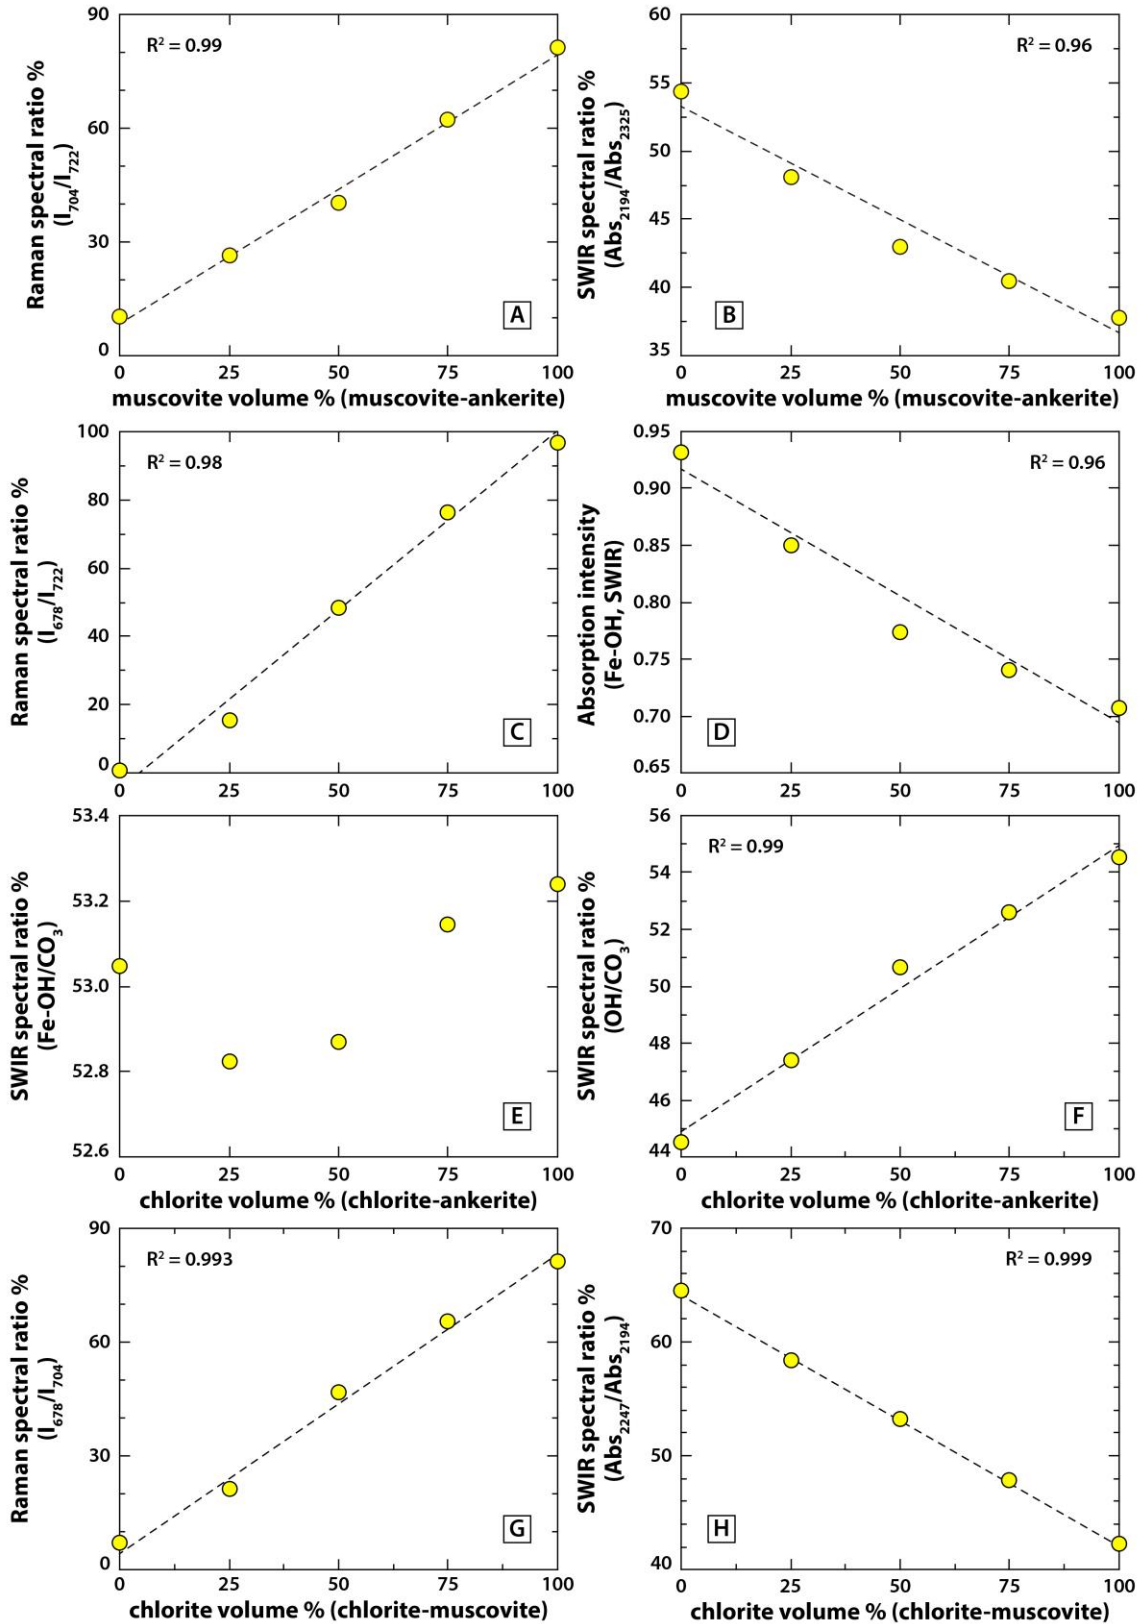 90
60
30
0
Raman spectral ratio %
(I704/I722)
R² = 0.99
A
0 25 50 75 100
muscovite volume % (muscovite-ankerite)
60
55
50
45
40
35
SWIR spectral ratio %
(Abs2194/Abs2325)
R² = 0.96
B
0 25 50 75 100
muscovite volume % (muscovite-ankerite)
100
80
60
40
20
0
Raman spectral ratio %
(I678/I722)
R² = 0.98
C
0 25 50 75 100
0.95
0.90
0.85
0.80
0.75
0.70
0.65
Absorption intensity
(Fe-OH, SWIR)
R² = 0.96
D
0 25 50 75 100
53.4
53.2
53.0
52.8
52.6
SWIR spectral ratio %
(Fe-OH/CO3)
E
0 25 50 75 100
chlorite volume % (chlorite-ankerite)
56
54
52
50
48
46
44
SWIR spectral ratio %
(OH/CO3)
R² = 0.99
F
0 25 50 75 100
chlorite volume % (chlorite-ankerite)
90
60
30
0
Raman spectral ratio %
(I678/I704)
R² = 0.993
G
0 25 50 75 100
chlorite volume % (chlorite-muscovite)
70
60
50
40
SWIR spectral ratio %
(Abs2247/Abs2194)
R² = 0.999
H
0 25 50 75 100
chlorite volume % (chlorite-muscovite)